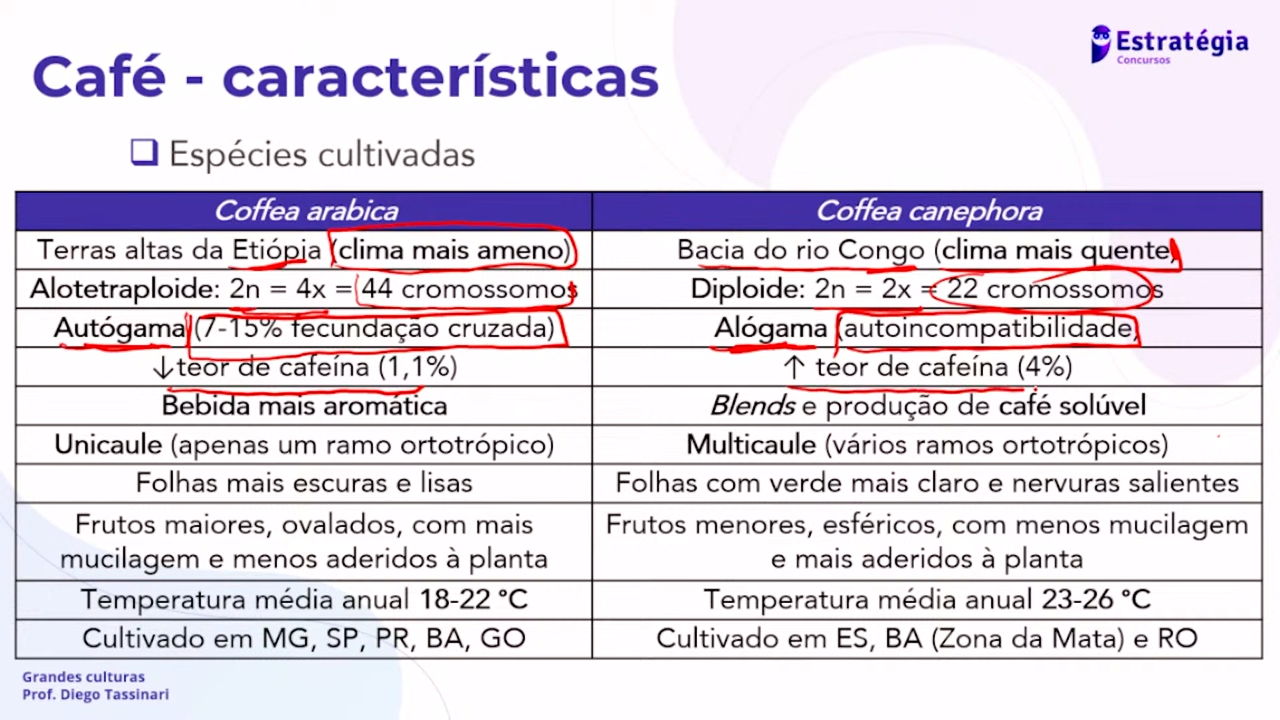 Estratégia
Concursos
Café - características
Espécies cultivadas
Coffea arabica
Coffea canephora
Terras altas da Etiópia (clima mais ameno)
Bacia do rio Congo (clima mais quente)
Alotetraploide: 2n = 4x = 44 cromossomos
Diploide: 2n = 2x = 22 cromossomos
Autógama (7-15% fecundação cruzada)
Alógama (autoincompatibilidade)
↓teor de cafeína (1,1%)
↑ teor de cafeína (4%)
Bebida mais aromática
Blends e produção de café solúvel
Unicaule (apenas um ramo ortotrópico)
Multicaule (vários ramos ortotrópicos)
Folhas mais escuras e lisas
Folhas com verde mais claro e nervuras salientes
Frutos maiores, ovalados, com mais
mucilagem e menos aderidos à planta
Frutos menores, esféricos, com menos mucilagem
e mais aderidos à planta
Temperatura média anual 18-22 °C
Temperatura média anual 23-26 °C
Cultivado em MG, SP, PR, BA, GO
Cultivado em ES, BA (Zona da Mata) e RO
Grandes culturas
Prof. Diego Tassinari